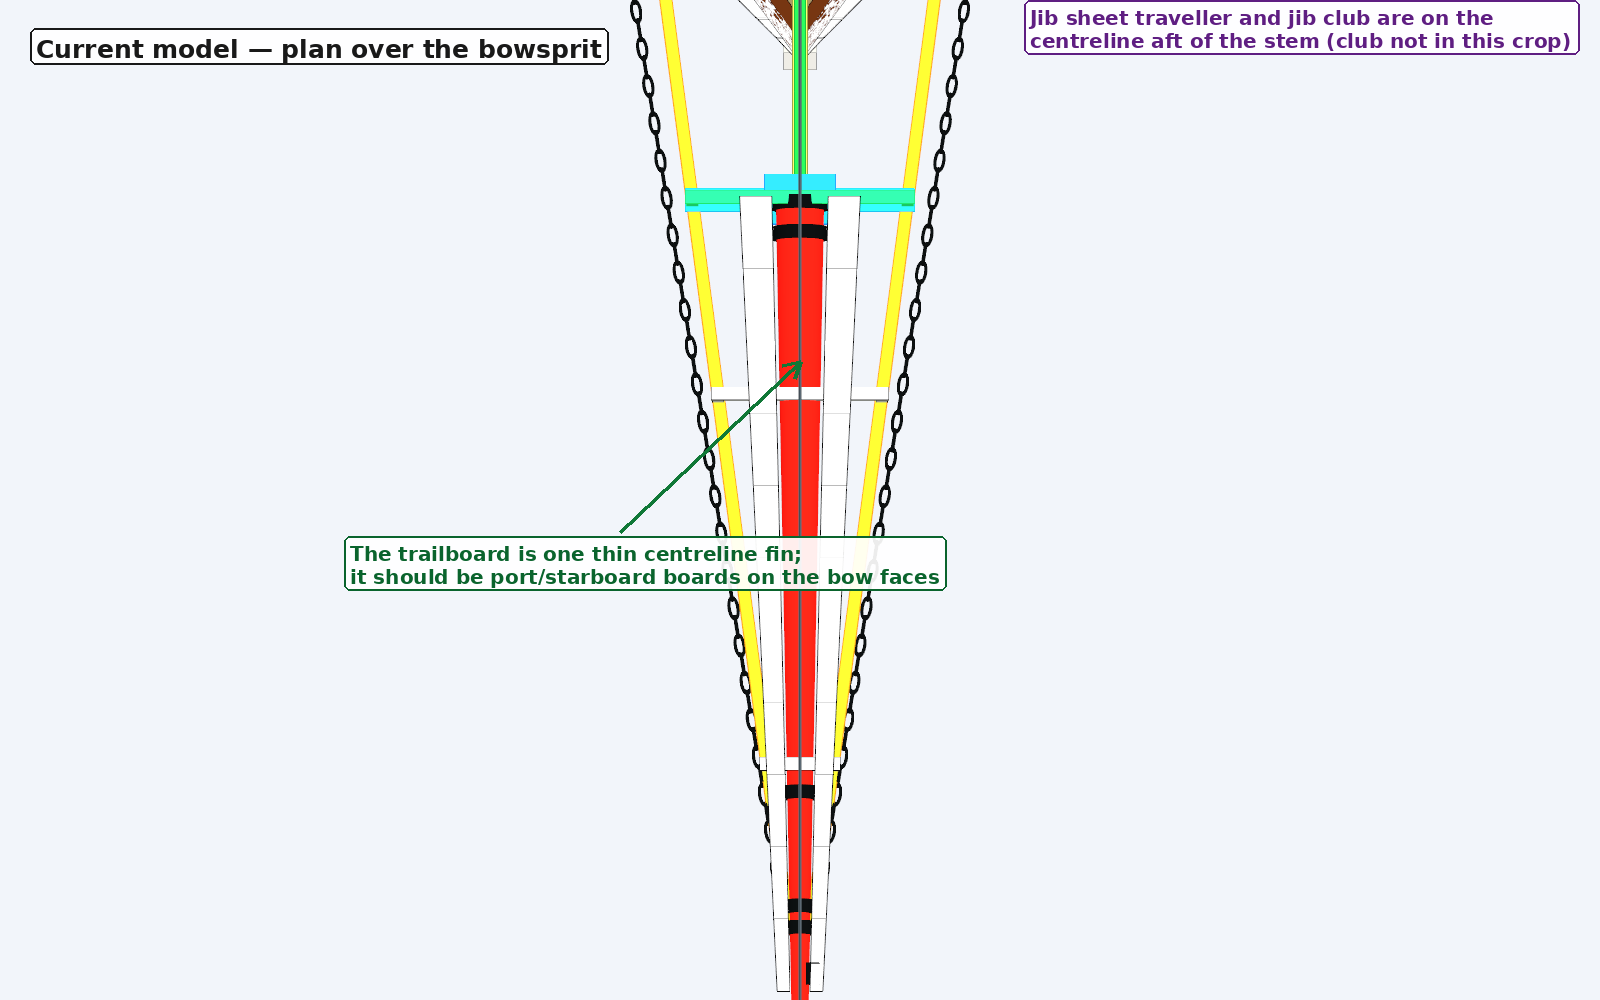 Current model — plan over the bowsprit
Jib sheet traveller and jib club are on the
centreline aft of the stem (club not in this crop)
The trailboard is one thin centreline fin;
it should be port/starboard boards on the bow faces